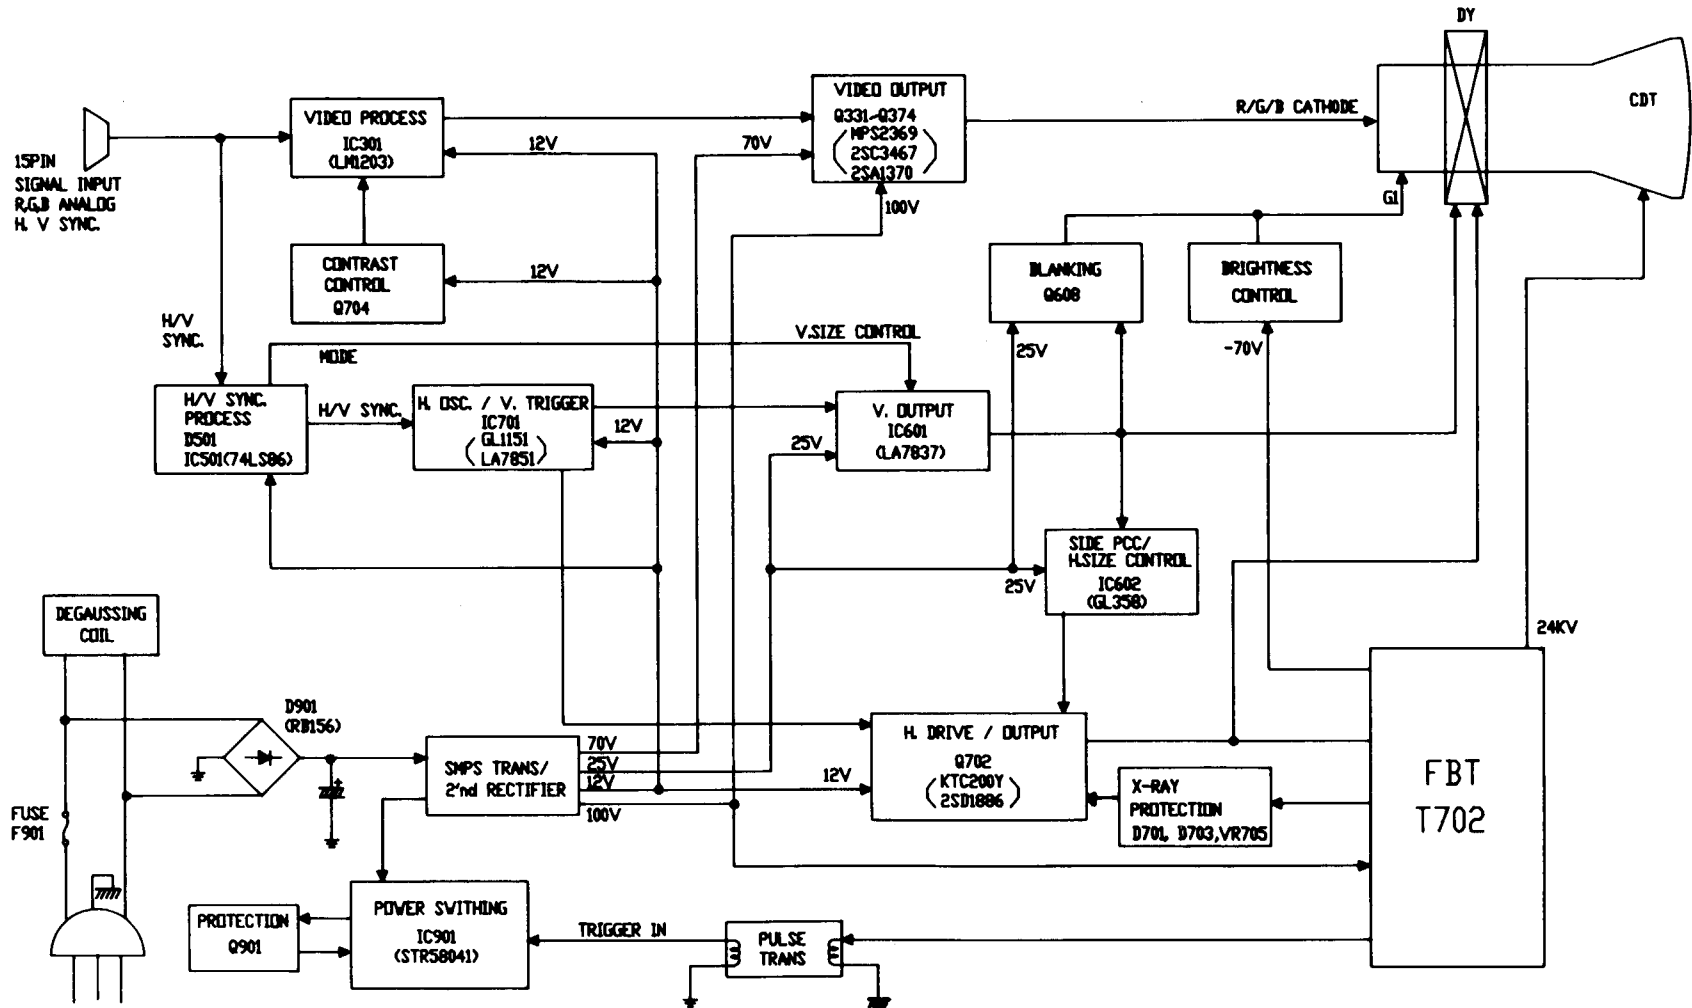 DY
CDT
VIDEO OUTPUT
Q331-Q374
MPS2369
2SC3467
2SA1370
VIDEO PROCESS
IC301
(LM1203)
R/G/B CATHODE
15PIN
SIGNAL INPUT
R,G,B ANALOG
H. V SYNC.
12V
70V
100V
G1
CONTRAST
CONTROL
Q704
12V
BLANKING
Q608
BRIGHTNESS
CONTROL
H/V
SYNC.
MODE
V.SIZE CONTROL
25V
-70V
H/V SYNC.
PROCESS
D501
IC501(74LS86)
H/V SYNC.
H. OSC. / V. TRIGGER
IC701
GL1151
LA7851
12V
25V
V. OUTPUT
IC601
(LA7837)
SIDE PCC/
H.SIZE CONTROL
IC602
(GL358)
25V
DEGAUSSING
COIL
24KV
D901
(RB156)
FUSE
F901
SMPS TRANS/
2'nd RECTIFIER
70V
25V
12V
100V
12V
H. DRIVE / OUTPUT
Q702
KTC200Y
2SD1886
X-RAY
PROTECTION
D701, D703,VR705
FBT
T702
PROTECTION
Q901
POWER SWITHING
IC901
(STR58041)
TRIGGER IN
PULSE
TRANS